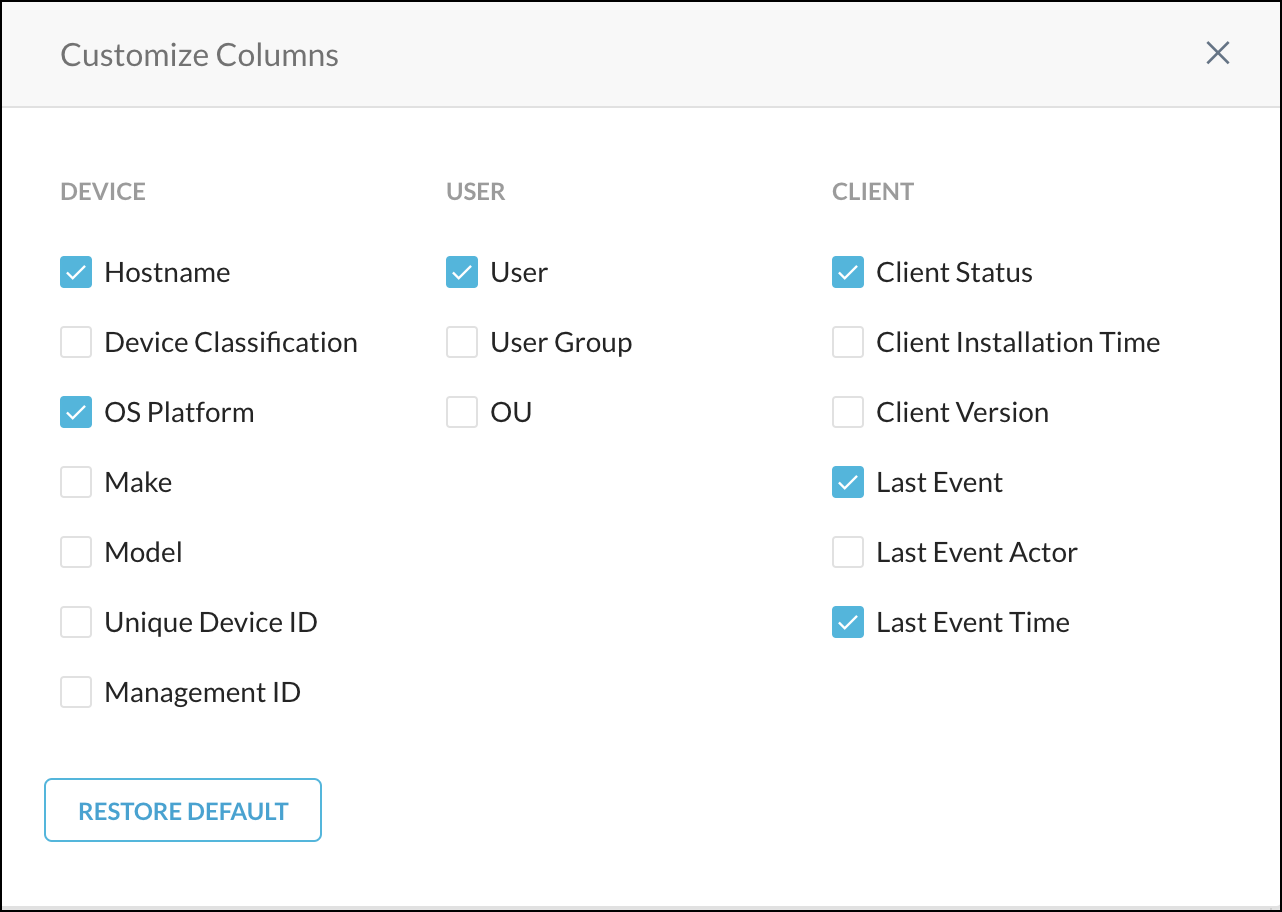 Customize Columns
DEVICE
Hostname
Device Classification
OS Platform
Make
Model
Unique Device ID
Management ID
USER
User
User Group
OU
CLIENT
Client Status
Client Installation Time
Client Version
Last Event
Last Event Actor
Last Event Time
RESTORE DEFAULT